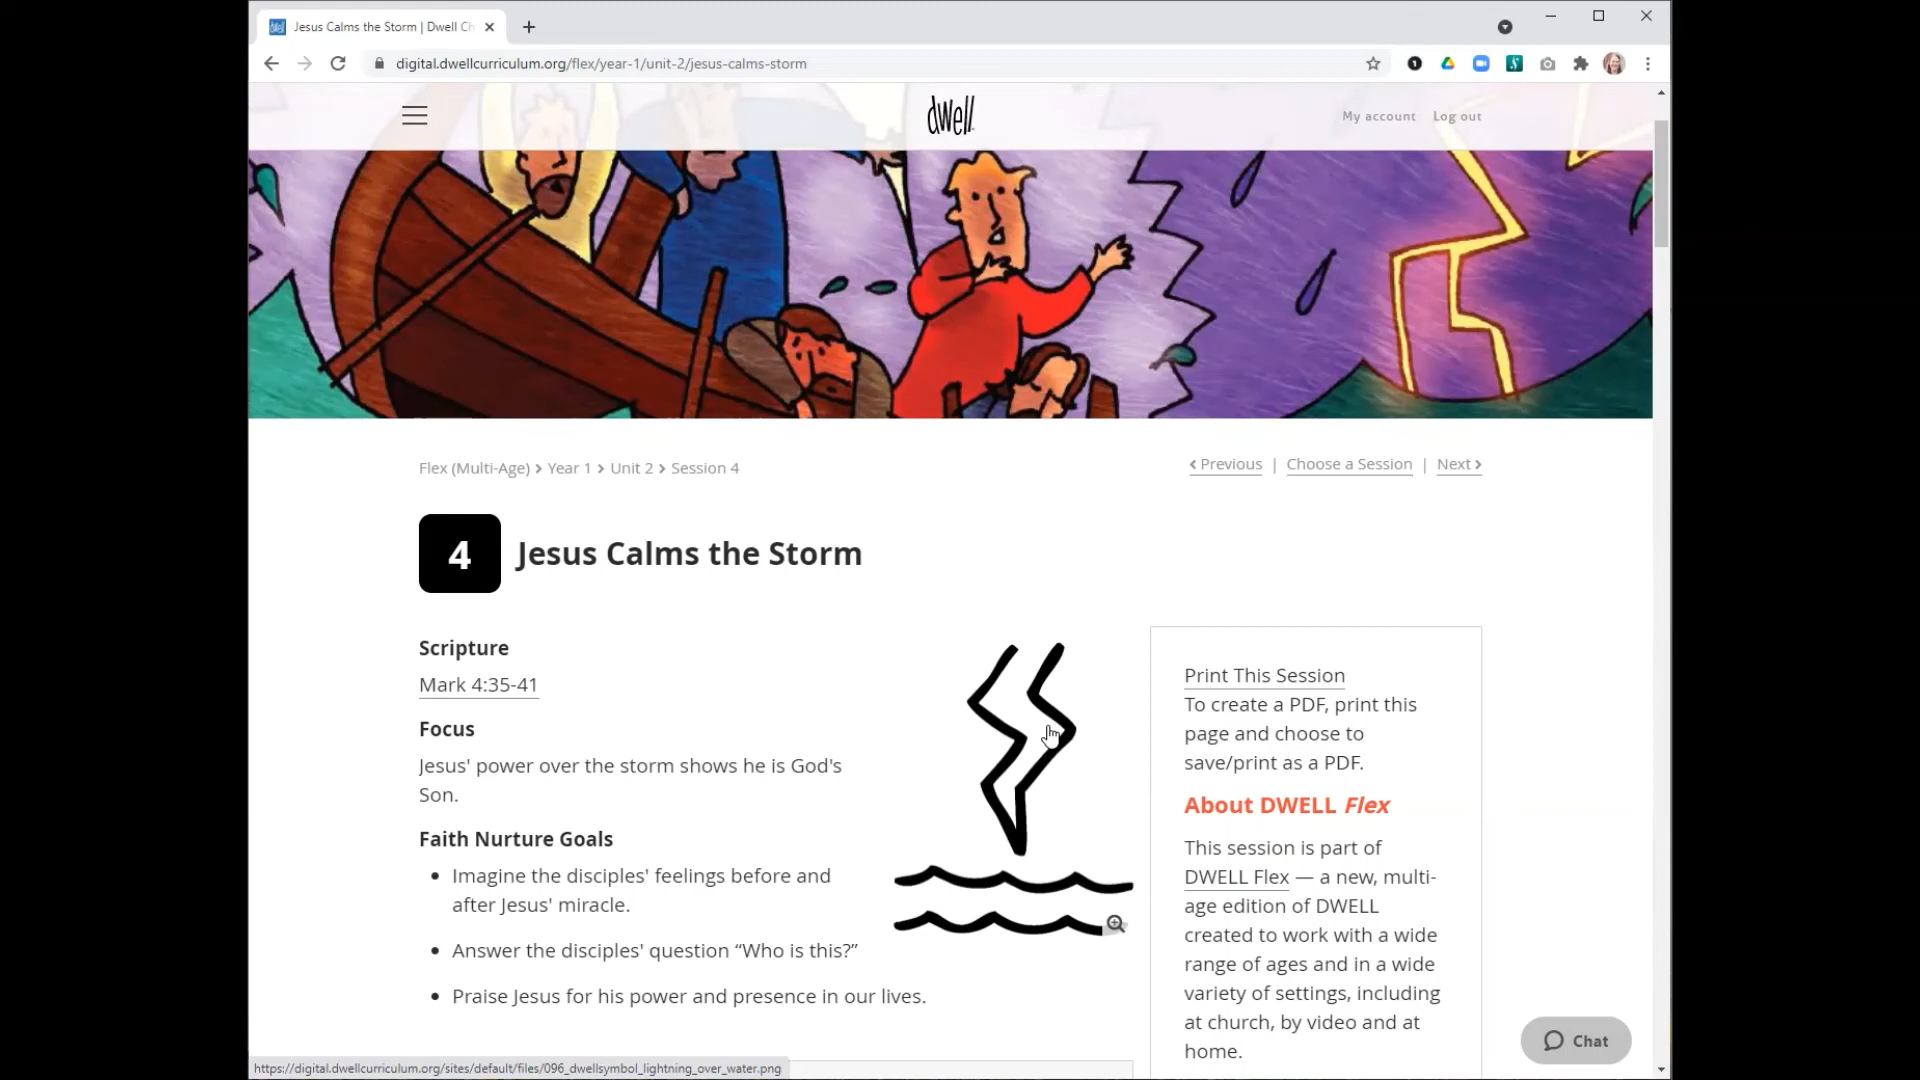 Jesus Calms the Storm | Dwell Ch
digital.dwellcurriculum.org/flex/year-1/unit-2/jesus-calms-storm
dwell
My account Log out
Flex (Multi-Age) > Year 1 > Unit 2 > Session 4
< Previous | Choose a Session | Next >
4 Jesus Calms the Storm
Scripture
Mark 4:35-41
Focus
Jesus' power over the storm shows he is God's
Son.
Faith Nurture Goals
• Imagine the disciples' feelings before and
after Jesus' miracle.
• Answer the disciples' question “Who is this?”
• Praise Jesus for his power and presence in our lives.
Print This Session
To create a PDF, print this
page and choose to
save/print as a PDF.
About DWELL Flex
This session is part of
DWELL Flex — a new, multi-
age edition of DWELL
created to work with a wide
range of ages and in a wide
variety of settings, including
at church, by video and at
home.
Chat
https://digital.dwellcurriculum.org/sites/default/files/096_dwellsymbol_lightning_over_water.png